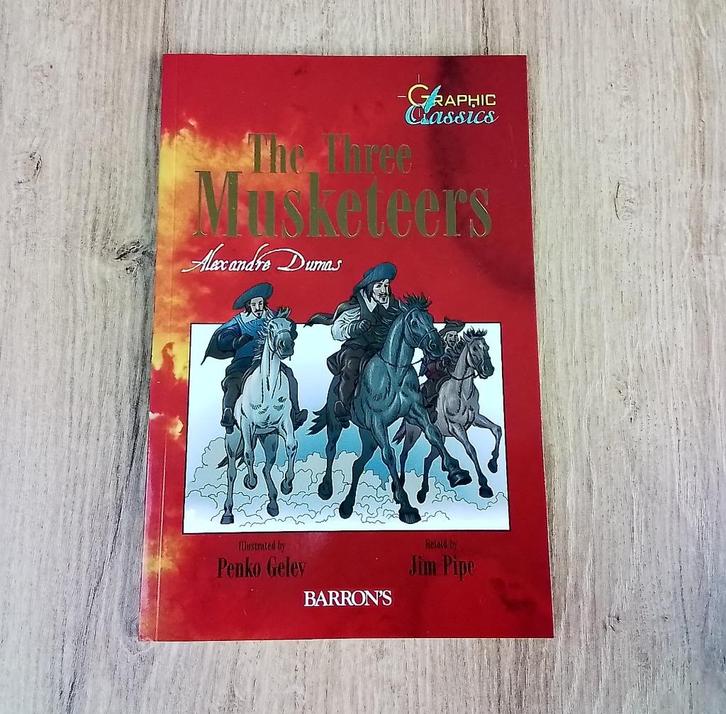 GRAPHIC
Classics
The Three
Musketeers
Alexandre Dumas
Illustrated by
Penko Gelev
Retold by
Jim Pipe
BARRON'S